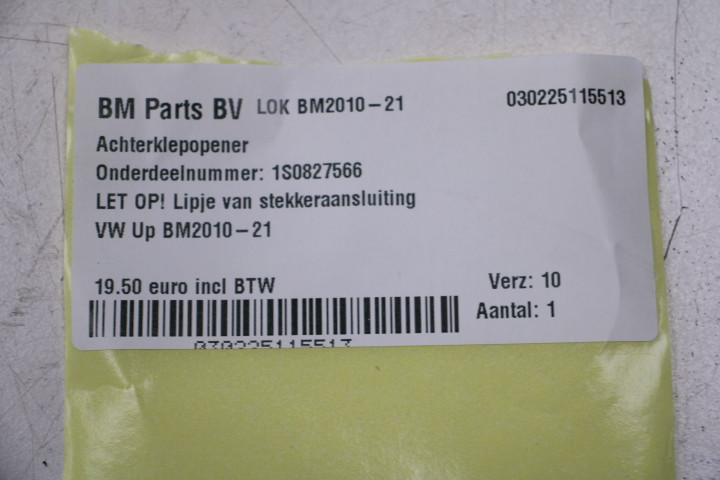 BM Parts BV LOK BM2010-21 030225115513
Achterklepopener
Onderdeelnummer: 1S0827566
LET OP! Lipje van stekkeraansluiting
VW Up BM2010-21
19.50 euro incl BTW Verz: 10
Aantal: 1
030225115513